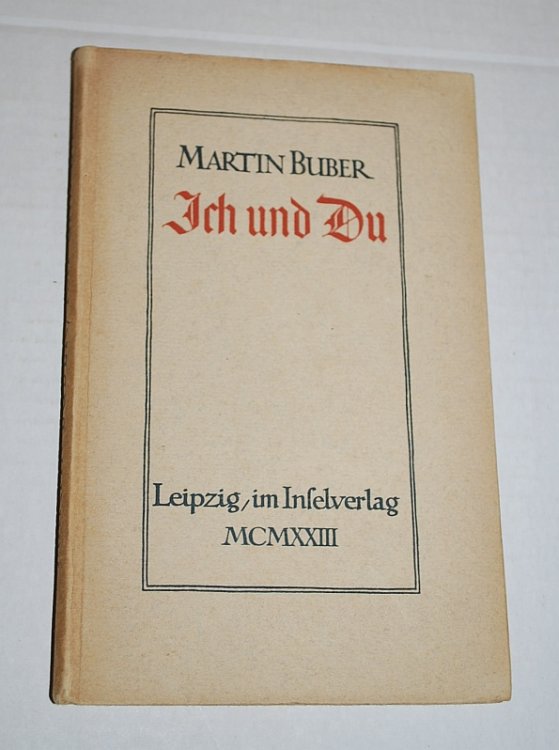 MARTIN BUBER
Ich und Du
Leipzig/im Inſelverlag
MCMXXIII